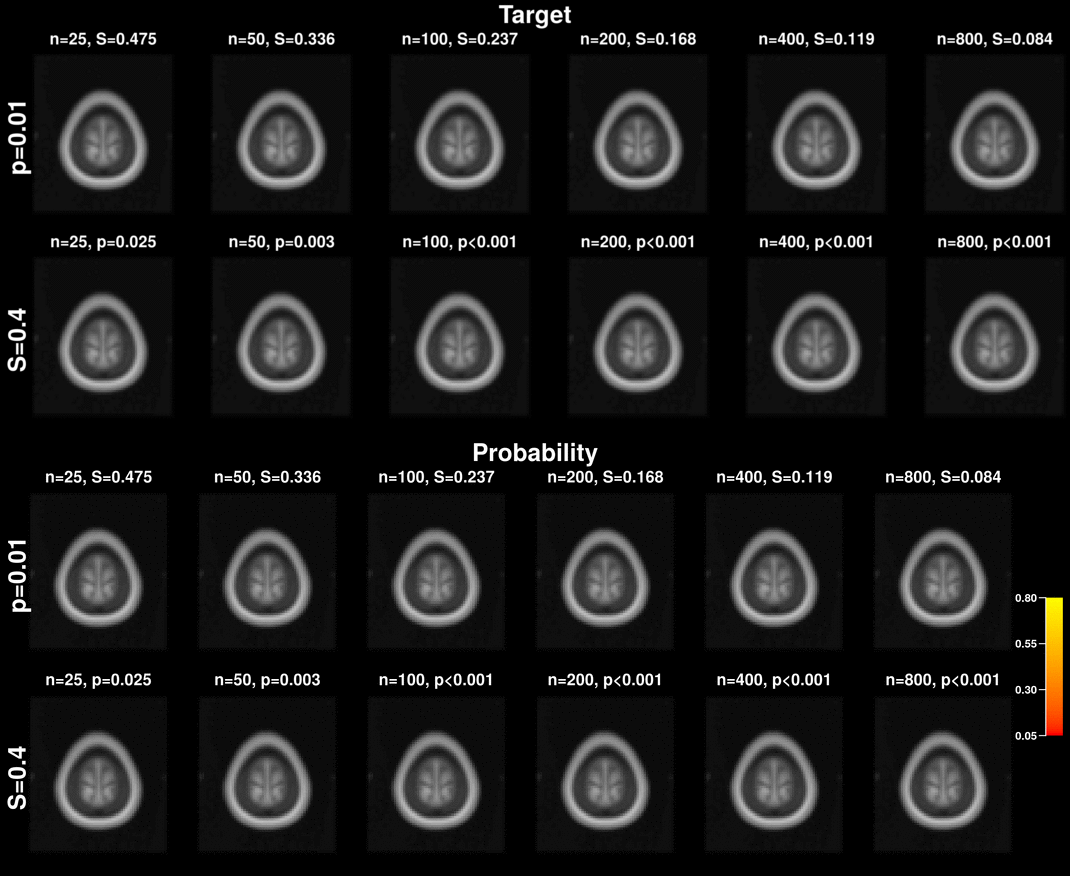 Target
n=25, S=0.475 n=50, S=0.336 n=100, S=0.237 n=200, S=0.168 n=400, S=0.119 n=800, S=0.084
p=0.01
n=25, p=0.025 n=50, p=0.003 n=100, p<0.001 n=200, p<0.001 n=400, p<0.001 n=800, p<0.001
S=0.4
Probability
n=25, S=0.475 n=50, S=0.336 n=100, S=0.237 n=200, S=0.168 n=400, S=0.119 n=800, S=0.084
p=0.01
0.80
0.55
0.30
0.05
n=25, p=0.025 n=50, p=0.003 n=100, p<0.001 n=200, p<0.001 n=400, p<0.001 n=800, p<0.001
S=0.4